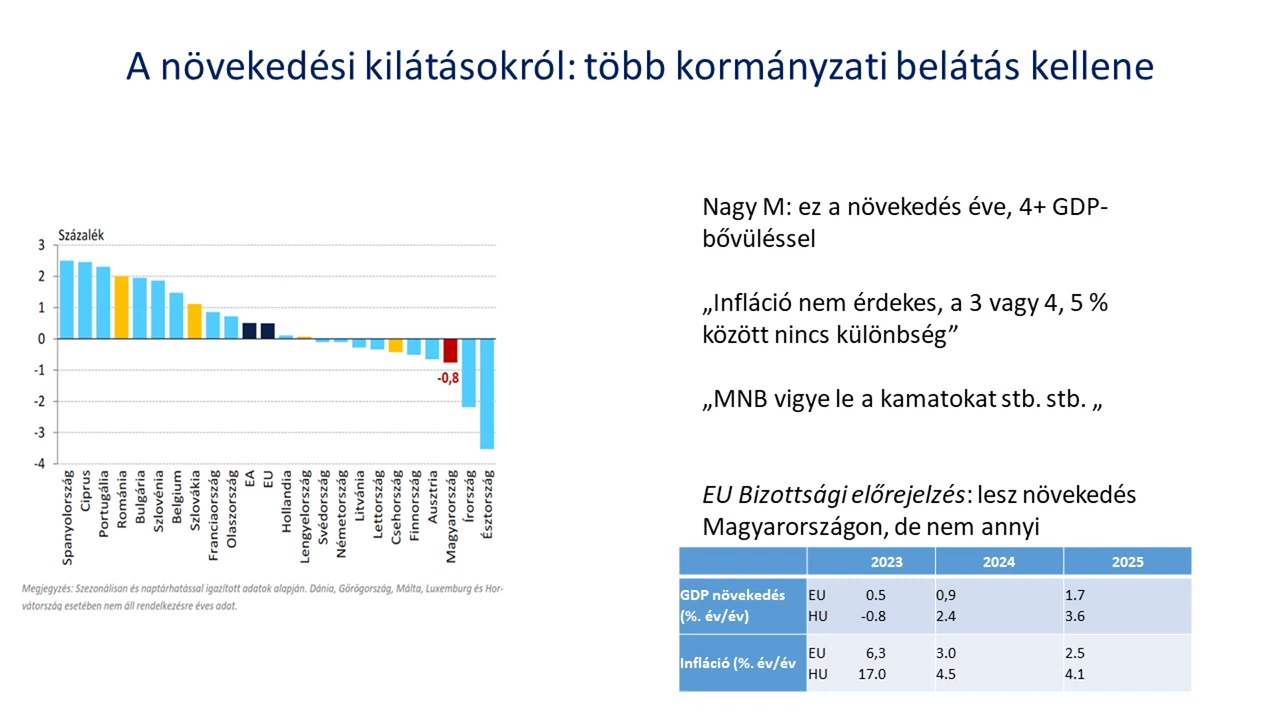 A növekedési kilátásokról: több kormányzati belátás kellene
Százalék
3
2
1
0
-1
-2
-3
-4
-0,8
Spanyolország
Ciprus
Portugália
Románia
Bulgária
Szlovénia
Belgium
Szlovákia
Franciaország
Olaszország
EA
EU
Hollandia
Lengyelország
Svédország
Németország
Litvánia
Lettország
Csehország
Finnország
Ausztria
Magyarország
Írország
Észtország
Megjegyzés: Szezonálisan és naptárhatással igazított adatok alapján. Dánia, Görögország, Málta, Luxemburg és Hor-
vátország esetében nem áll rendelkezésre éves adat.
Nagy M: ez a növekedés éve, 4+ GDP-
bővüléssel
„Infláció nem érdekes, a 3 vagy 4, 5 %
között nincs különbség”
„MNB vigye le a kamatokat stb. stb. „
EU Bizottsági előrejelzés: lesz növekedés
Magyarországon, de nem annyi
2023 2024 2025
GDP növekedés EU 0.5 0,9 1.7
(%. év/év) HU -0.8 2.4 3.6
Infláció (%. év/év
EU 6,3 3.0 2.5
HU 17.0 4.5 4.1